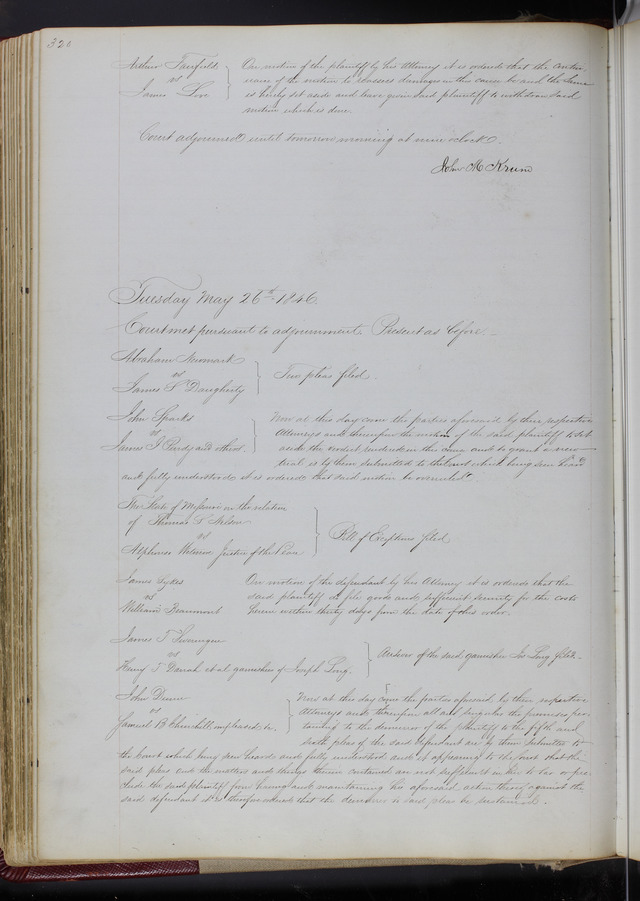 320
Arthur Fairfield
vs
James Love
On motion of the plaintiff by his Attorney it is ordered that the
of the motion to reassess damages in this cause be and the same
is hereby set aside and leave given said plaintiff to withdraw said
motion which is done.
Court adjourned until tomorrow morning at nine o'clock.
John M Krum
Tuesday May 26th 1846.
Court met pursuant to adjournment. Present as before.
Abraham Newmark
vs
James P Daugherty
Two pleas filed.
John Sparks
vs
James J Purdy and others.
Now at this day come the parties aforesaid by their respective
Attorneys and thereupon the motion of the said plaintiff to set
aside the verdict rendered in this cause and to grant a new
trial is by them submitted to the Court which being seen heard
and fully understood it is ordered that said motion be overruled.
The State of Missouri on the relation
of Thomas T Nelson
vs
Alphonso Wetmore Justice of the Peace
Bill of Exceptions filed
James Sykes
vs
William Beaumont
On motion of the defendant by his Attorney it is ordered that the
said plaintiff do file good and sufficient security for the costs
herein within thirty days from the date of this order.
James T Swearingen
vs
Henry T Darrah et al garnishees of Joseph Long.
Answer of the said garnishee Long filed.
John
vs
Samuel B Churchill, impleaded &c.
Now at this day come the parties aforesaid by their respective
Attorneys and thereupon all and singular the premises per-
taining to the demurrer of the plaintiff to the fifth and
sixth pleas of the said defendant are by them submitted to
the Court which being seen heard and fully understood and it appearing to the Court that the
said pleas and the matters and things therein contained are not sufficient in law to bar or pre-
clude the said plaintiff from having and maintaining his aforesaid action thereof against the
said defendant it is therefore ordered that the demurrer to said pleas be sustained.